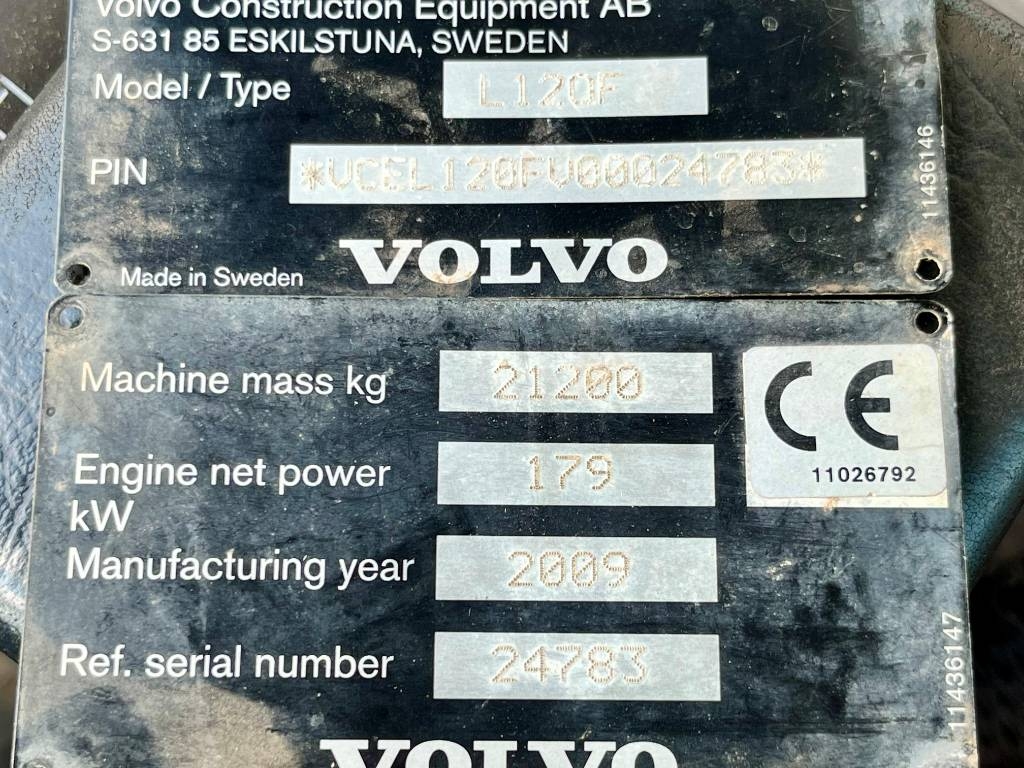 Volvo Construction Equipment AB
S-631 85 ESKILSTUNA, SWEDEN
Model / Type L120F
PIN *VCEL120FV00024783*
11436146
Made in Sweden VOLVO
Machine mass kg 21200
CE
11026792
Engine net power 179
kW
Manufacturing year 2009
Ref. serial number 24783
11436147
VOLVO